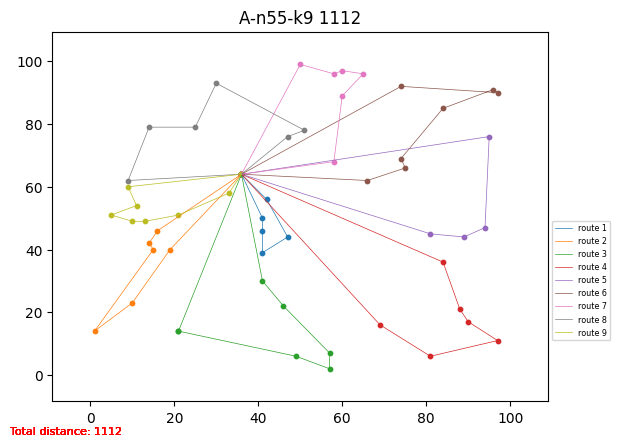 A-n55-k9 1112
100
80
60
40
20
0
0 20 40 60 80 100
route 1
route 2
route 3
route 4
route 5
route 6
route 7
route 8
route 9
Total distance: 1112